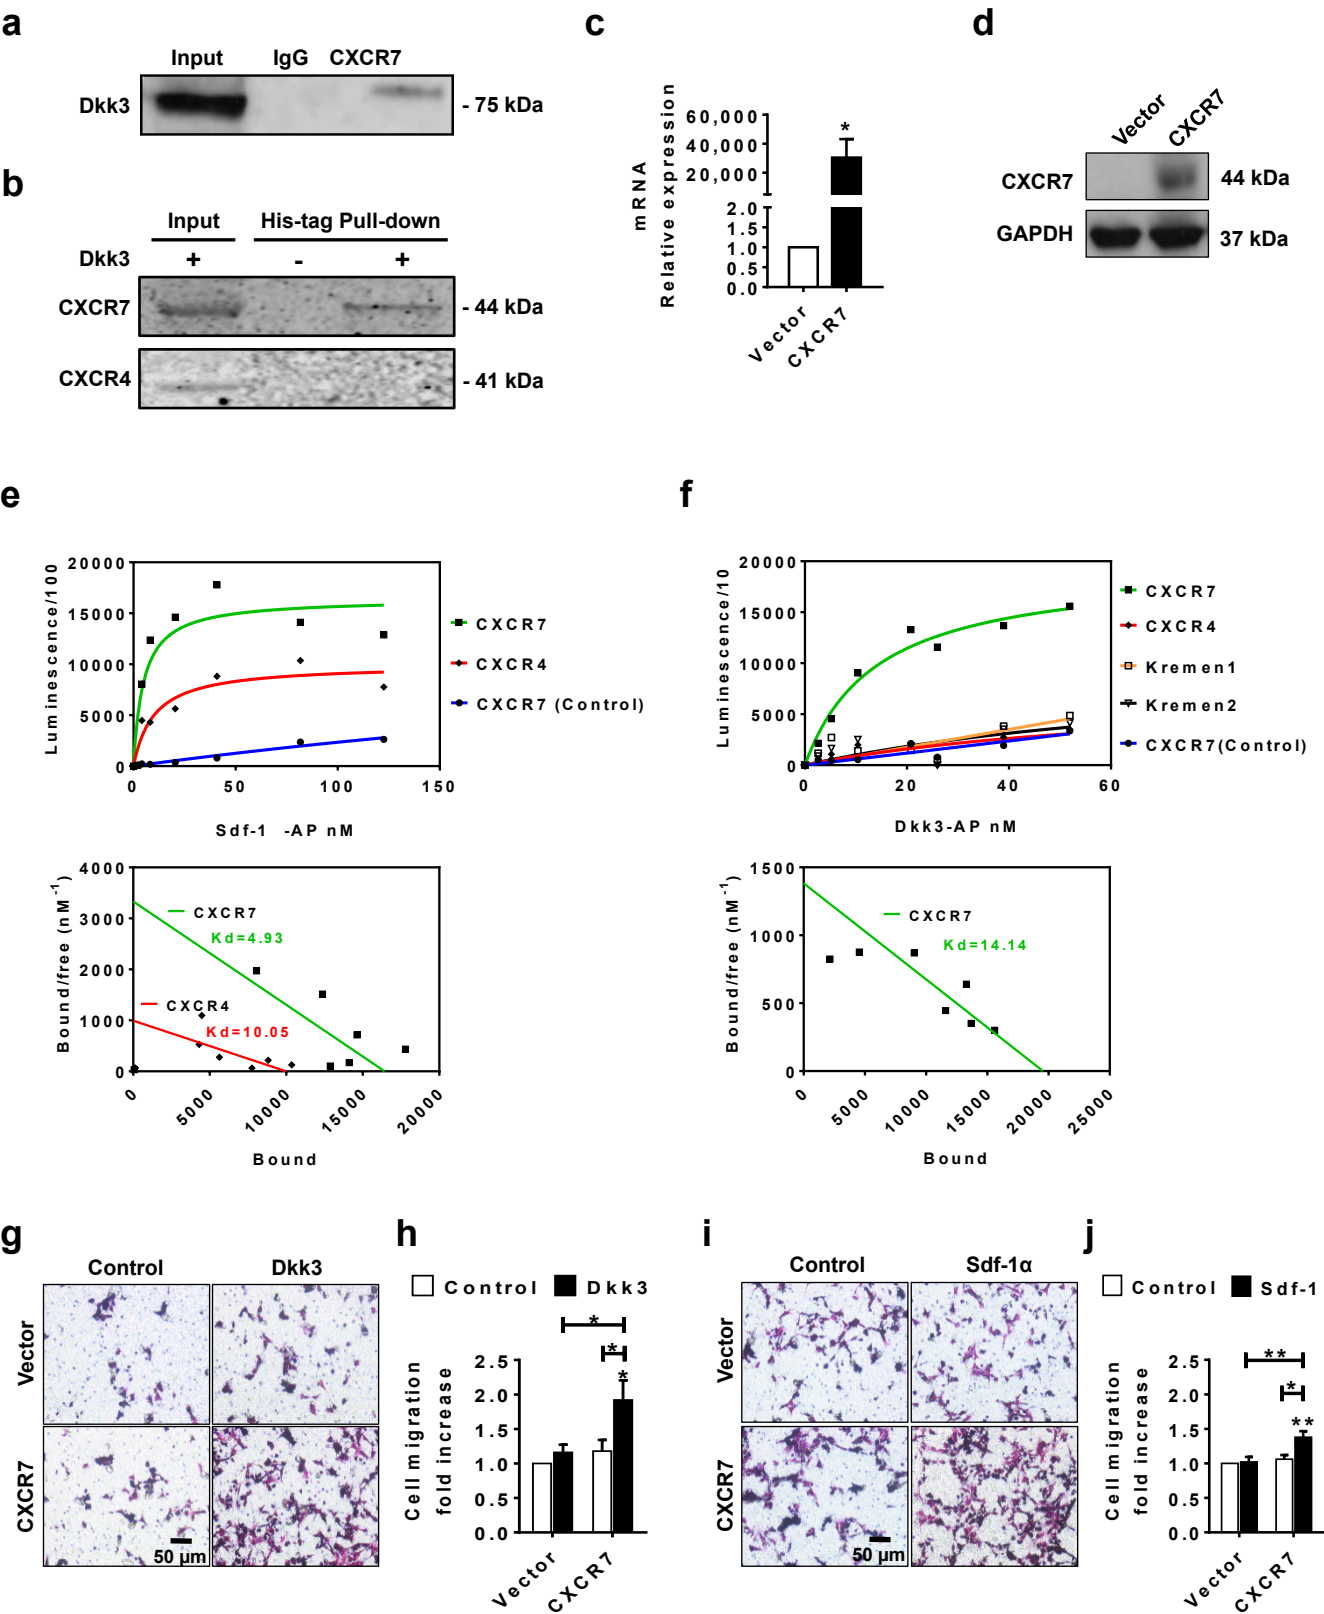 a
Input IgG CXCR7
Dkk3 - 75 kDa
b
Input His-tag Pull-down
Dkk3 + - +
CXCR7 - 44 kDa
CXCR4 - 41 kDa
c
mRNA
Relative expression
60,000
40,000
20,000
2.0
1.5
1.0
0.5
0.0
*
Vector
CXCR7
d
Vector
CXCR7
CXCR7 44 kDa
GAPDH 37 kDa
e
Luminescence/100
20000
15000
10000
5000
0
0 50 100 150
Sdf-1 -AP nM
CXCR7
CXCR4
CXCR7 (Control)
Bound/free (nM-1)
4000
3000
2000
1000
0
CXCR7
Kd=4.93
CXCR4
Kd=10.05
0 5000 10000 15000 20000
Bound
f
Luminescence/10
20000
15000
10000
5000
0
0 20 40 60
Dkk3-AP nM
CXCR7
CXCR4
Kremen1
Kremen2
CXCR7(Control)
Bound/free (nM-1)
1500
1000
500
0
CXCR7
Kd=14.14
0 5000 10000 15000 20000 25000
Bound
g
Control Dkk3
Vector
CXCR7
50 µm
h
Control Dkk3
Cell migration
fold increase
2.5
2.0
1.5
1.0
0.5
0.0
*
*
*
Vector
CXCR7
i
Control Sdf-1α
Vector
CXCR7
50 µm
j
Control Sdf-1
Cell migration
fold increase
2.5
2.0
1.5
1.0
0.5
0.0
**
*
**
Vector
CXCR7